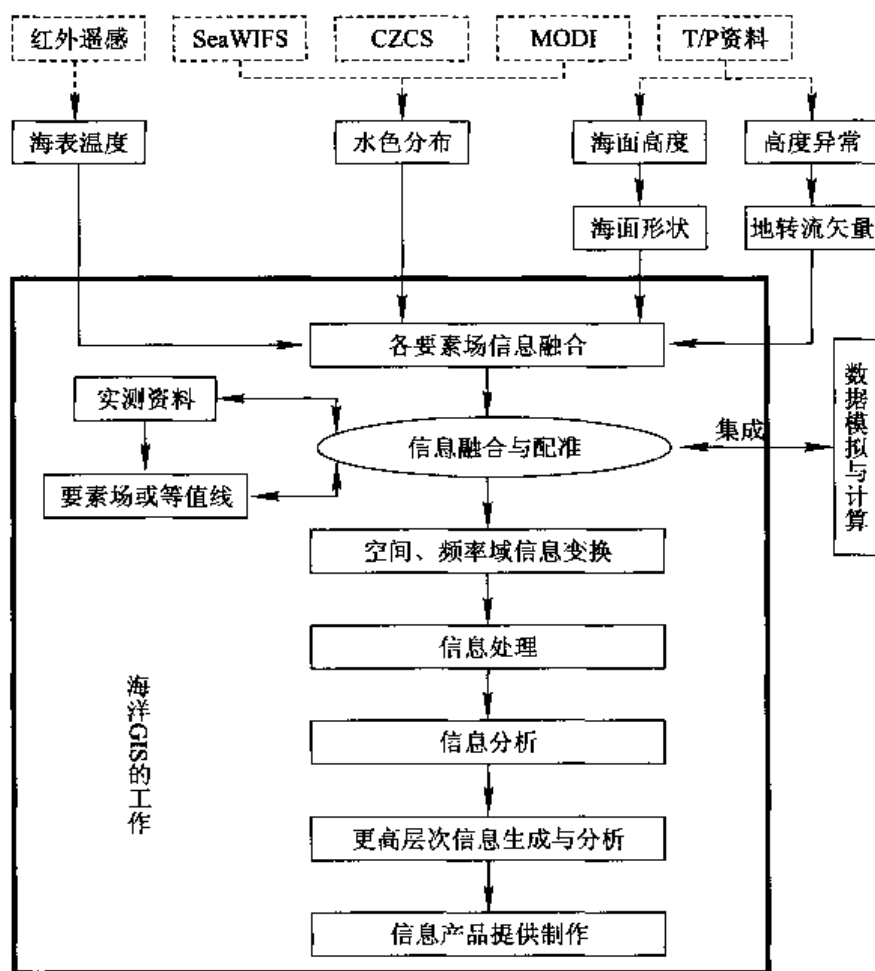 红外遥感
SeaWIFS
CZCS
MODI
T/P资料
海表温度
水色分布
海面高度
高度异常
海面形状
地转流矢量
各要素场信息融合
实测资料
信息融合与配准
集成
数据模拟与计算
要素场或等值线
空间、频率域信息变换
信息处理
海洋GIS的工作
信息分析
更高层次信息生成与分析
信息产品提供制作